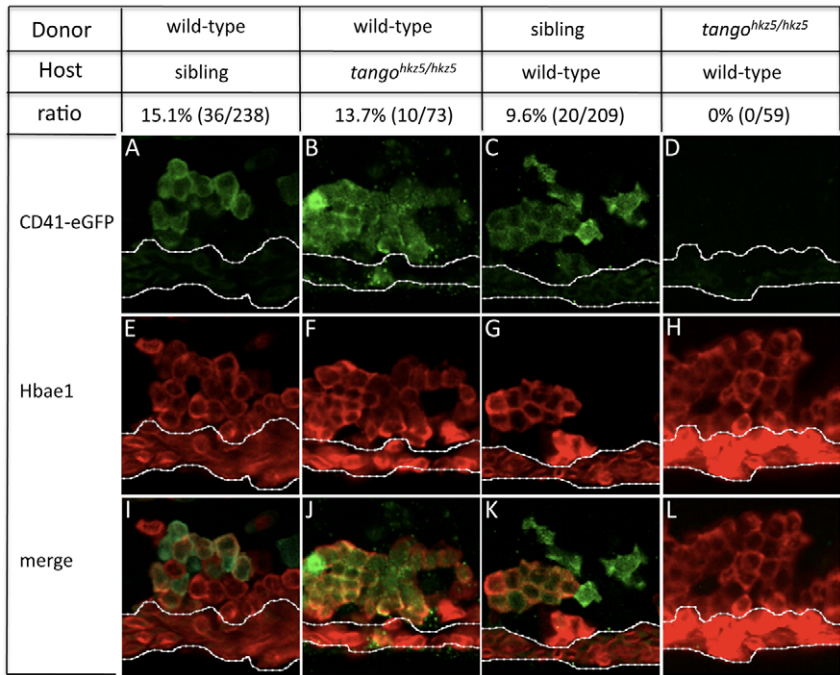 Donor wild-type wild-type sibling tango^hkz5/hkz5
Host sibling tango^hkz5/hkz5 wild-type wild-type
ratio 15.1% (36/238) 13.7% (10/73) 9.6% (20/209) 0% (0/59)
A B C D
CD41-eGFP
E F G H
Hbae1
I J K L
merge